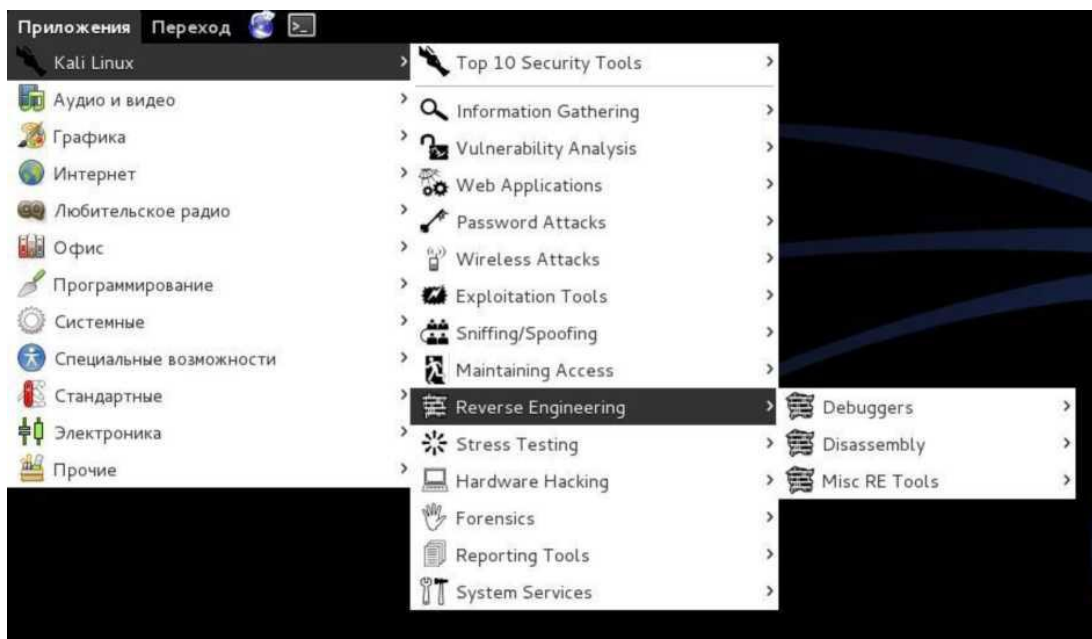 Приложения Переход
Kali Linux
Аудио и видео
Графика
Интернет
Любительское радио
Офис
Программирование
Системные
Специальные возможности
Стандартные
Электроника
Прочие
Top 10 Security Tools
Information Gathering
Vulnerability Analysis
Web Applications
Password Attacks
Wireless Attacks
Exploitation Tools
Sniffing/Spoofing
Maintaining Access
Reverse Engineering
Stress Testing
Hardware Hacking
Forensics
Reporting Tools
System Services
Debuggers
Disassembly
Misc RE Tools